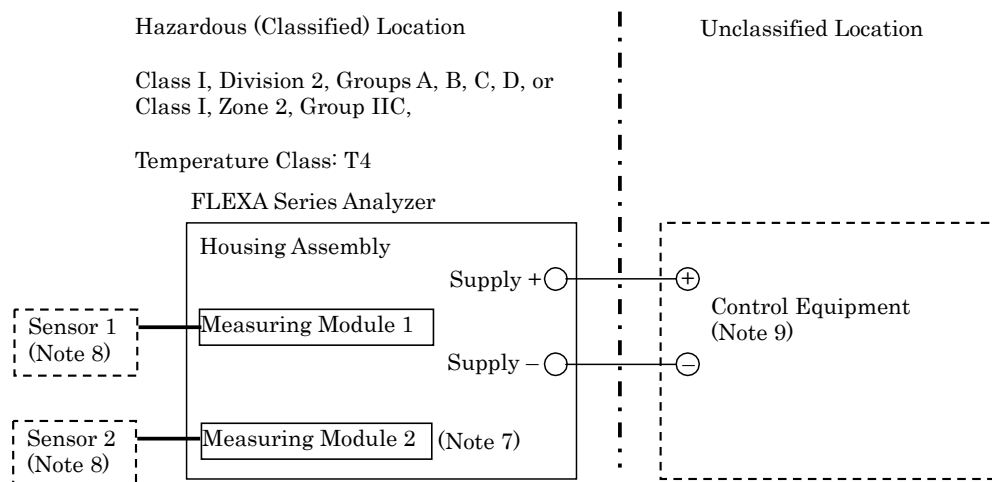 Hazardous (Classified) Location
Unclassified Location
Class I, Division 2, Groups A, B, C, D, or
Class I, Zone 2, Group IIC,
Temperature Class: T4
FLEXA Series Analyzer
Housing Assembly
Supply +
+
Control Equipment
(Note 9)
Sensor 1
(Note 8)
Measuring Module 1
Supply –
–
Sensor 2
(Note 8)
Measuring Module 2
(Note 7)